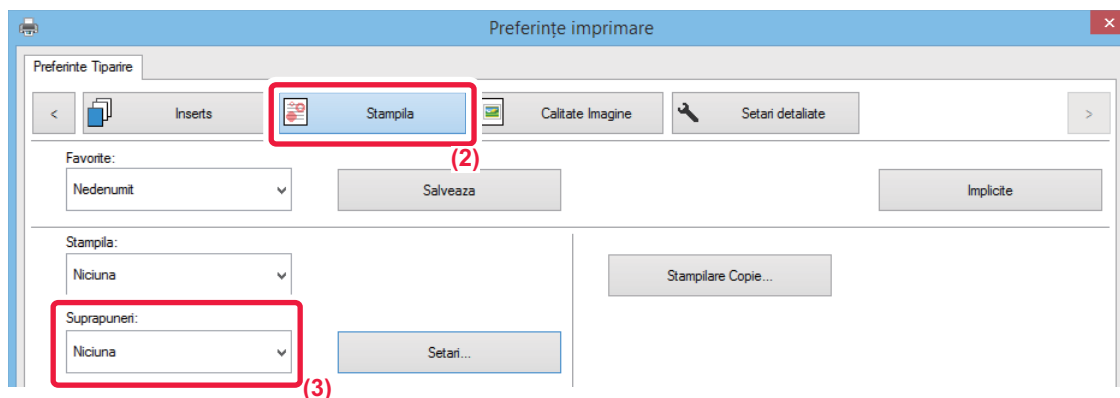 Preferințe imprimare
Preferinte Tiparire
< Inserts Stampila Calitate Imagine Setari detaliate >
(2)
Favorite:
Nedenumit Salveaza Implicite
Stampila:
Niciuna Stampilare Copie...
Suprapuneri:
Niciuna Setari...
(3)